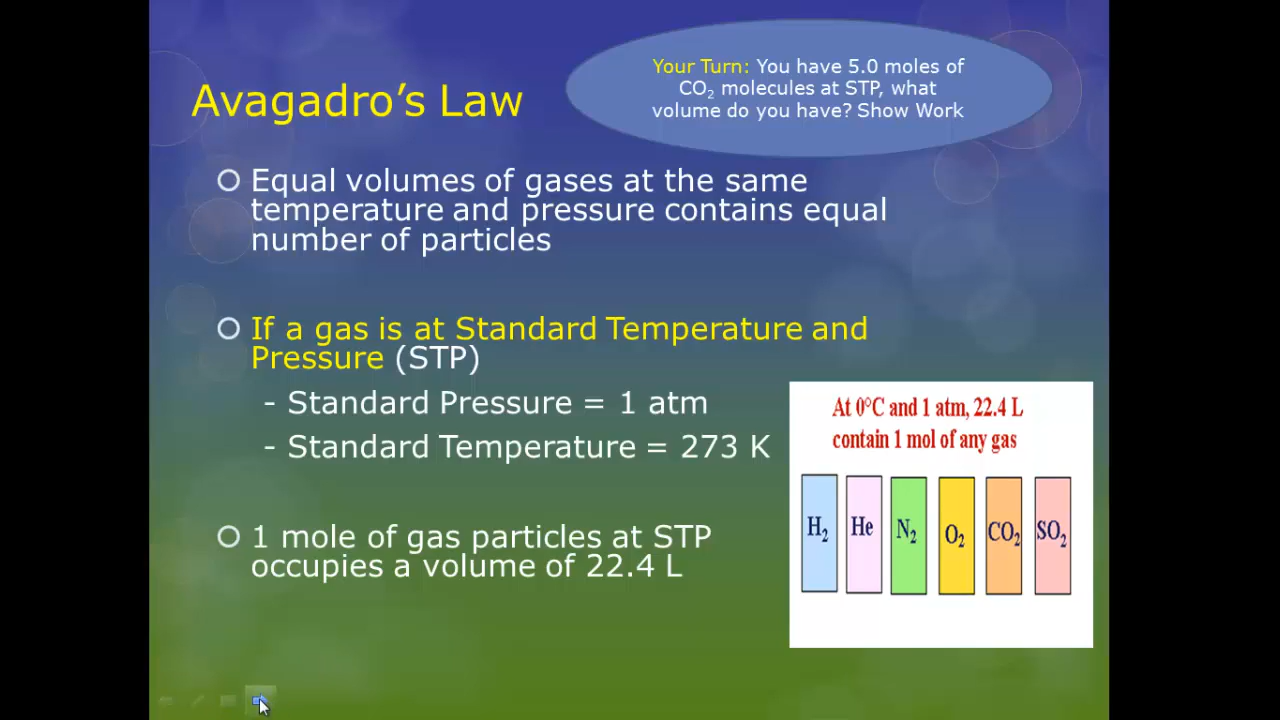 Avagadro's Law
Your Turn: You have 5.0 moles of
CO₂ molecules at STP, what
volume do you have? Show Work
Equal volumes of gases at the same
temperature and pressure contains equal
number of particles
If a gas is at Standard Temperature and
Pressure (STP)
- Standard Pressure = 1 atm
- Standard Temperature = 273 K
1 mole of gas particles at STP
occupies a volume of 22.4 L
At 0°C and 1 atm, 22.4 L
contain 1 mol of any gas
H₂ He N₂ O₂ CO₂ SO₂